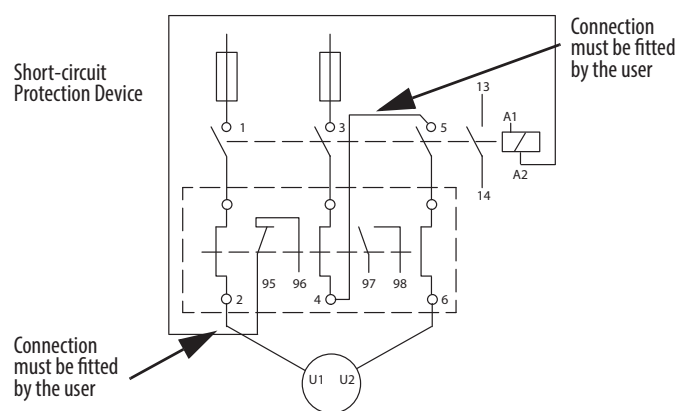 Connection
must be fitted
by the user
Short-circuit
Protection Device
13
A1
1
3
5
A2
14
95
96
97
98
2
4
6
Connection
must be fitted
by the user
U1
U2